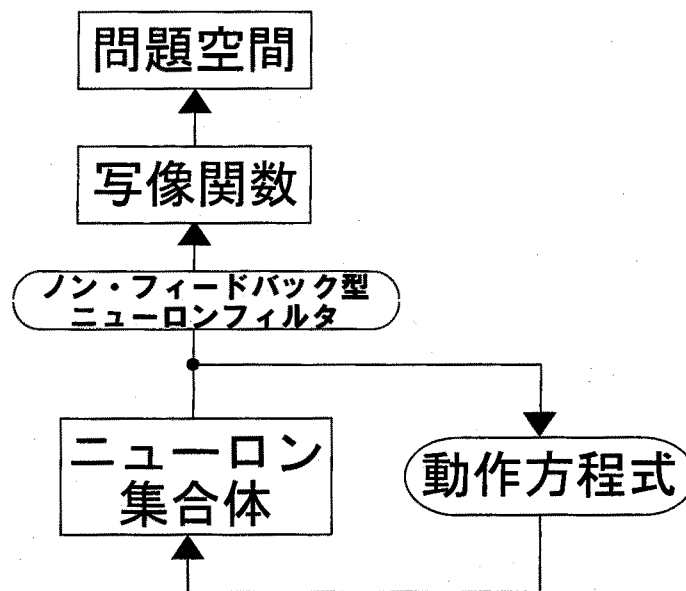 問題空間
写像関数
ノン・フィードバック型
ニューロンフィルタ
ニューロン
集合体
動作方程式